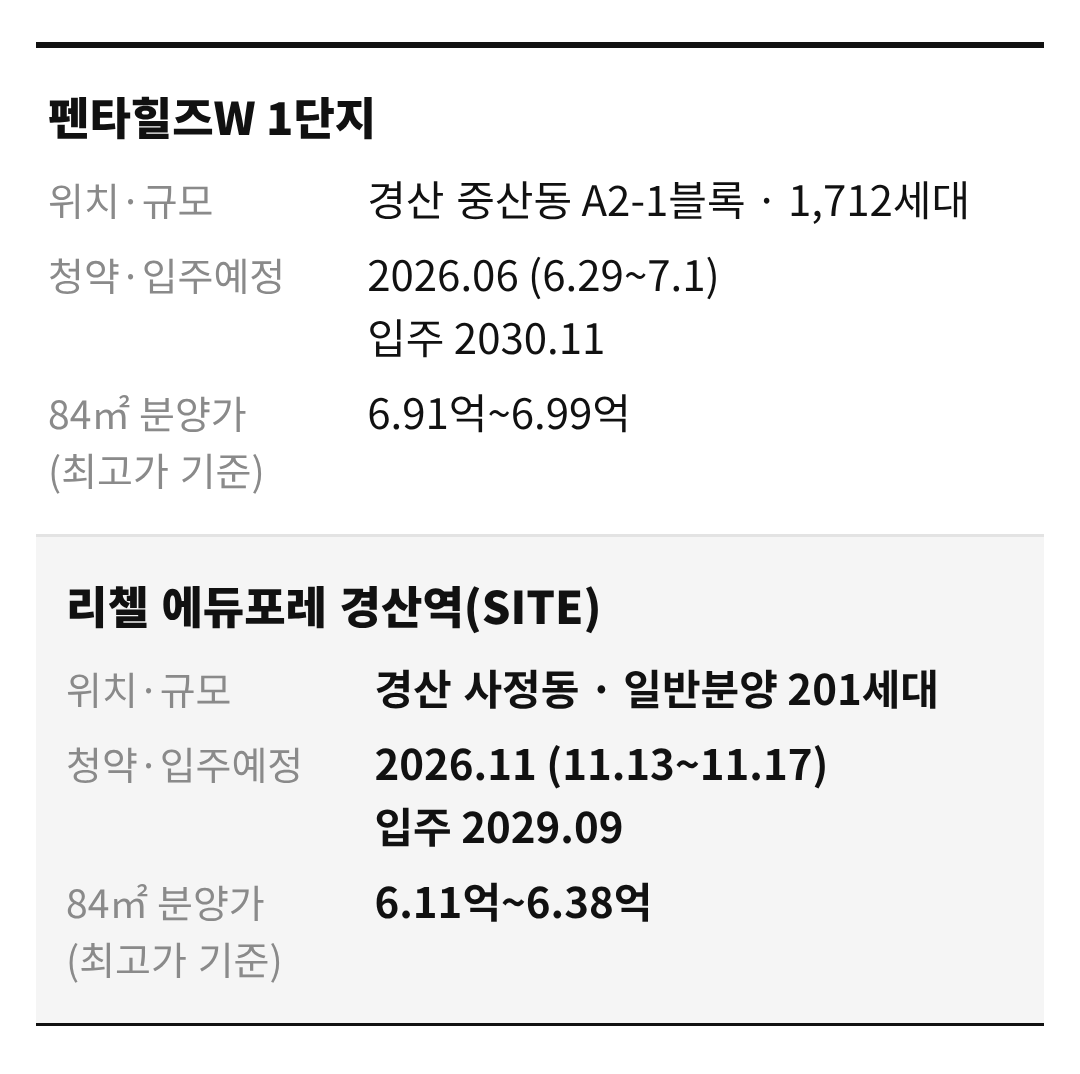 펜타힐즈W 1단지
위치·규모 경산 중산동 A2-1블록 · 1,712세대
청약·입주예정 2026.06 (6.29~7.1)
입주 2030.11
84㎡ 분양가 6.91억~6.99억
(최고가 기준)
리첼 에듀포레 경산역(SITE)
위치·규모 경산 사정동 · 일반분양 201세대
청약·입주예정 2026.11 (11.13~11.17)
입주 2029.09
84㎡ 분양가 6.11억~6.38억
(최고가 기준)